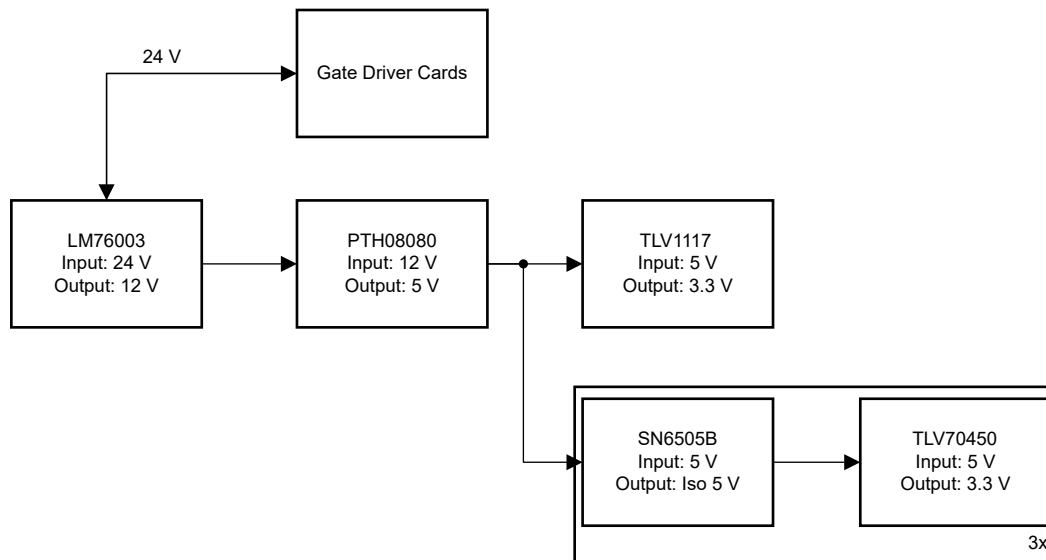 24 V
Gate Driver Cards
LM76003
Input: 24 V
Output: 12 V
PTH08080
Input: 12 V
Output: 5 V
TLV1117
Input: 5 V
Output: 3.3 V
SN6505B
Input: 5 V
Output: Iso 5 V
TLV70450
Input: 5 V
Output: 3.3 V
3x